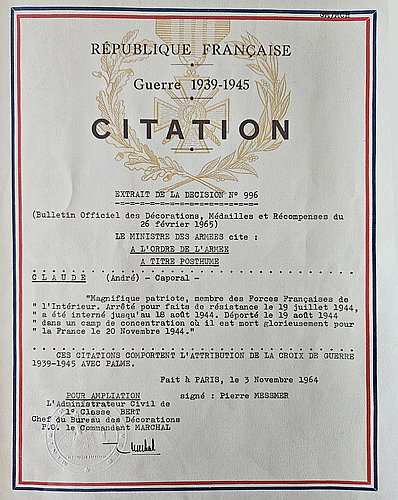 RÉPUBLIQUE FRANÇAISE
Guerre 1939-1945
CITATION
EXTRAIT DE LA DECISION N° 996
(Bulletin Officiel des Décorations, Médailles et Récompenses du
26 février 1965)
LE MINISTRE DES ARMEES cite :
A L'ORDRE DE L'ARMEE
A TITRE POSTHUME
CLAUDE (André) - Caporal -
"Magnifique patriote, membre des Forces Françaises de
" l'Intérieur. Arrêté pour faits de résistance le 19 juillet 1944,
" a été interné jusqu'au 18 août 1944. Déporté le 19 août 1944
" dans un camp de concentration où il est mort glorieusement pour
" la France le 20 Novembre 1944."
CES CITATIONS COMPORTENT L'ATTRIBUTION DE LA CROIX DE GUERRE
1939-1945 AVEC PALME.
Fait à PARIS, le 3 Novembre 1964
POUR AMPLIATION signé : Pierre MESSMER
L'Administrateur Civil de
1° Classe BERT
Chef du Bureau des Décorations
P.O. le Commandant MARCHAL